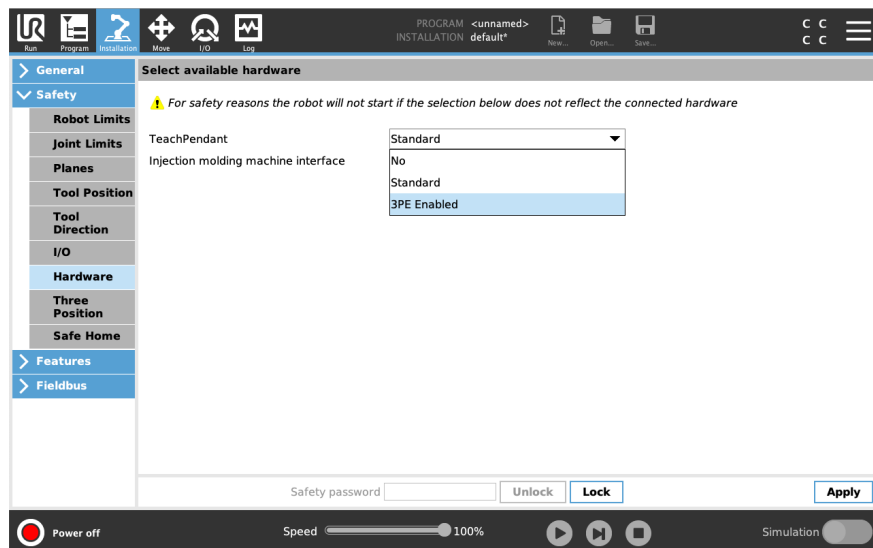 PROGRAM <unnamed>
INSTALLATION default*
C C
C C
Run Program Installation Move I/O Log New... Open... Save...
General
Select available hardware
Safety
For safety reasons the robot will not start if the selection below does not reflect the connected hardware
Robot Limits
Joint Limits
Planes
Tool Position
Tool
Direction
I/O
Hardware
Three
Position
Safe Home
Features
Fieldbus
TeachPendant Standard
Injection molding machine interface
No
Standard
3PE Enabled
Safety password Unlock Lock Apply
Power off Speed 100% Simulation